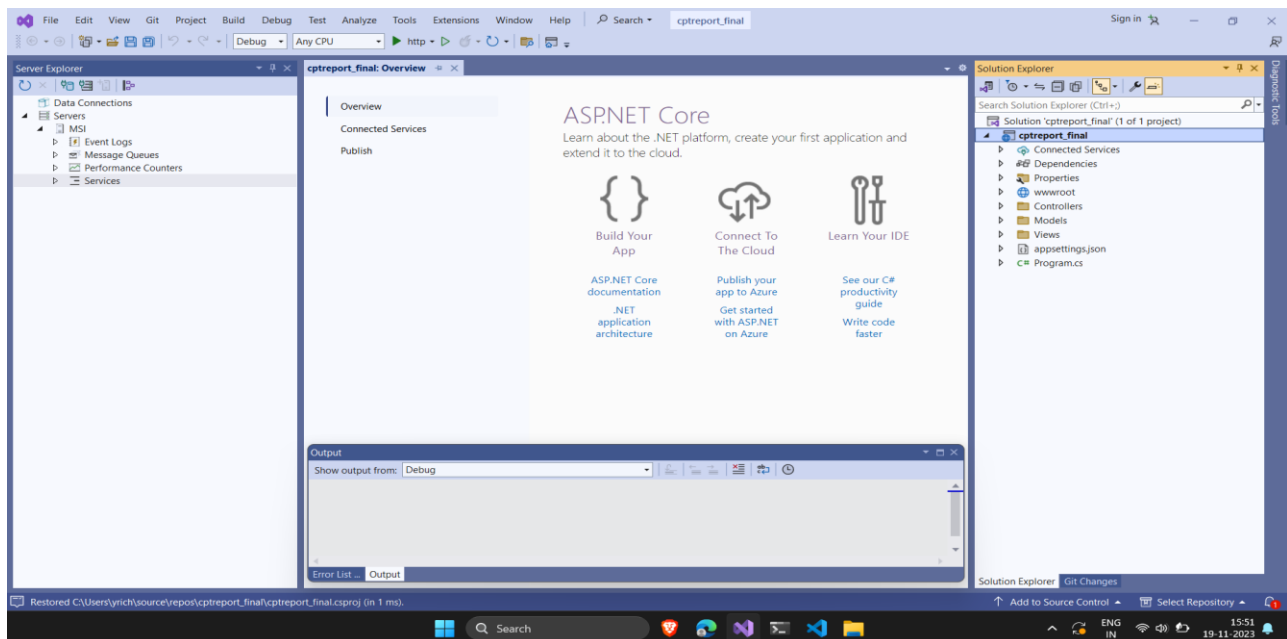 File Edit View Git Project Build Debug Test Analyze Tools Extensions Window Help Search cptreport_final Sign in
Debug Any CPU http
Server Explorer
Data Connections
Servers
MSI
Event Logs
Message Queues
Performance Counters
Services
cptreport_final: Overview
Overview
Connected Services
Publish
ASP.NET Core
Learn about the .NET platform, create your first application and
extend it to the cloud.
Build Your
App
Connect To
The Cloud
Learn Your IDE
ASP.NET Core
documentation
.NET
application
architecture
Publish your
app to Azure
Get started
with ASP.NET
on Azure
See our C#
productivity
guide
Write code
faster
Output
Show output from: Debug
Error List ... Output
Solution Explorer
Search Solution Explorer (Ctrl+;)
Solution 'cptreport_final' (1 of 1 project)
cptreport_final
Connected Services
Dependencies
Properties
wwwroot
Controllers
Models
Views
appsettings.json
C# Program.cs
Solution Explorer Git Changes
Diagnostic Tools
Restored C:\Users\yrich\source\repos\cptreport_final\cptreport_final.csproj (in 1 ms).
Add to Source Control Select Repository 1
Search
ENG
IN
15:51
19-11-2023